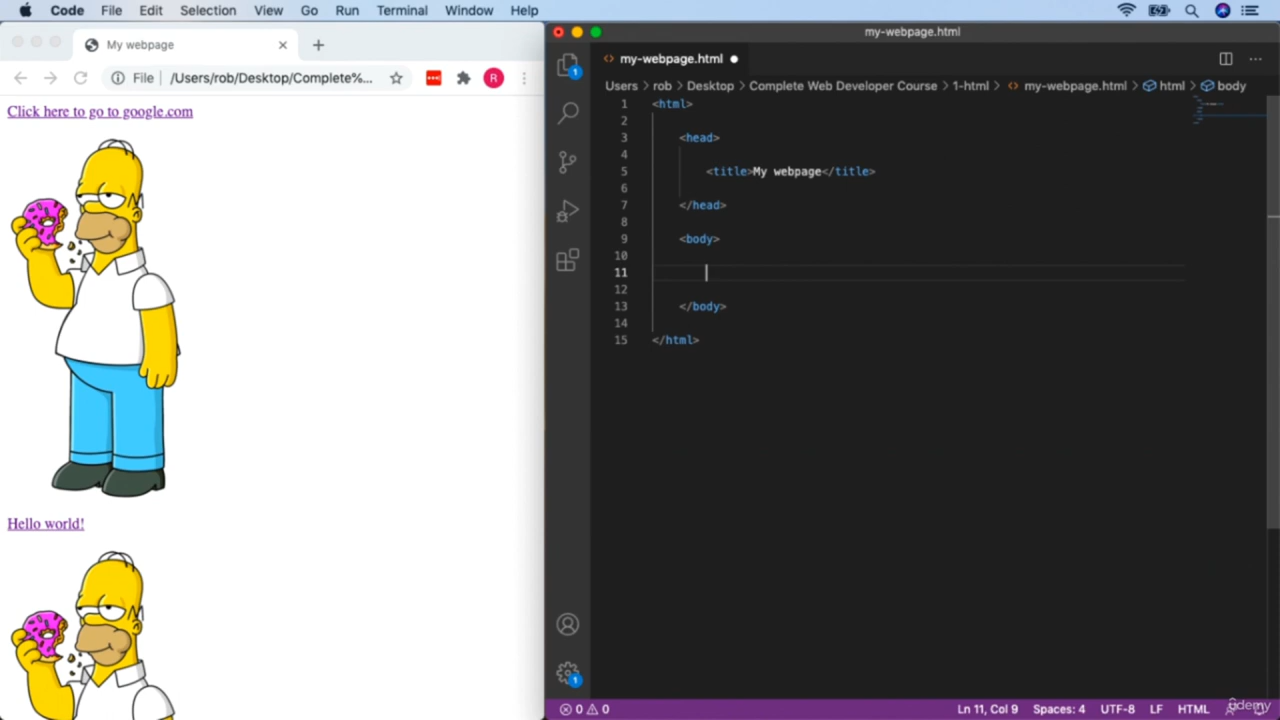 Code File Edit Selection View Go Run Terminal Window Help
My webpage
File /Users/rob/Desktop/Complete%...
R
Click here to go to google.com
Hello world!
my-webpage.html
my-webpage.html
Users > rob > Desktop > Complete Web Developer Course > 1-html > my-webpage.html > html > body
1 <html>
2
3 <head>
4
5 <title>My webpage</title>
6
7 </head>
8
9 <body>
10
11
12
13 </body>
14
15 </html>
1
1
0 0 Ln 11, Col 9 Spaces: 4 UTF-8 LF HTML
ûdemy